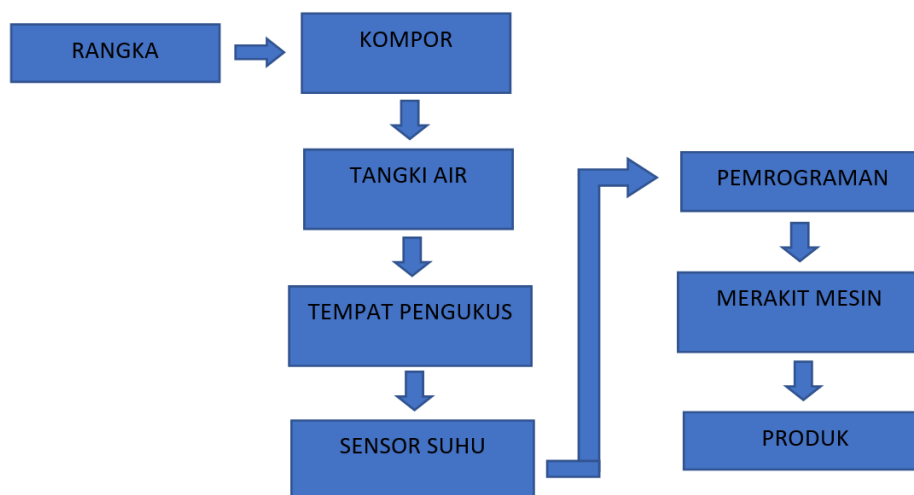 RANGKA
KOMPOR
TANGKI AIR
TEMPAT PENGUKUS
SENSOR SUHU
PEMROGRAMAN
MERAKIT MESIN
PRODUK